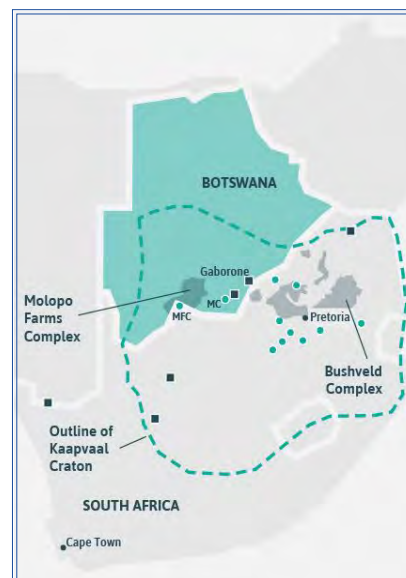 BOTSWANA
Gaborone
Molopo
Farms
Complex
MC
MFC
Pretoria
Bushveld
Complex
Outline of
Kaapvaal
Craton
SOUTH AFRICA
Cape Town